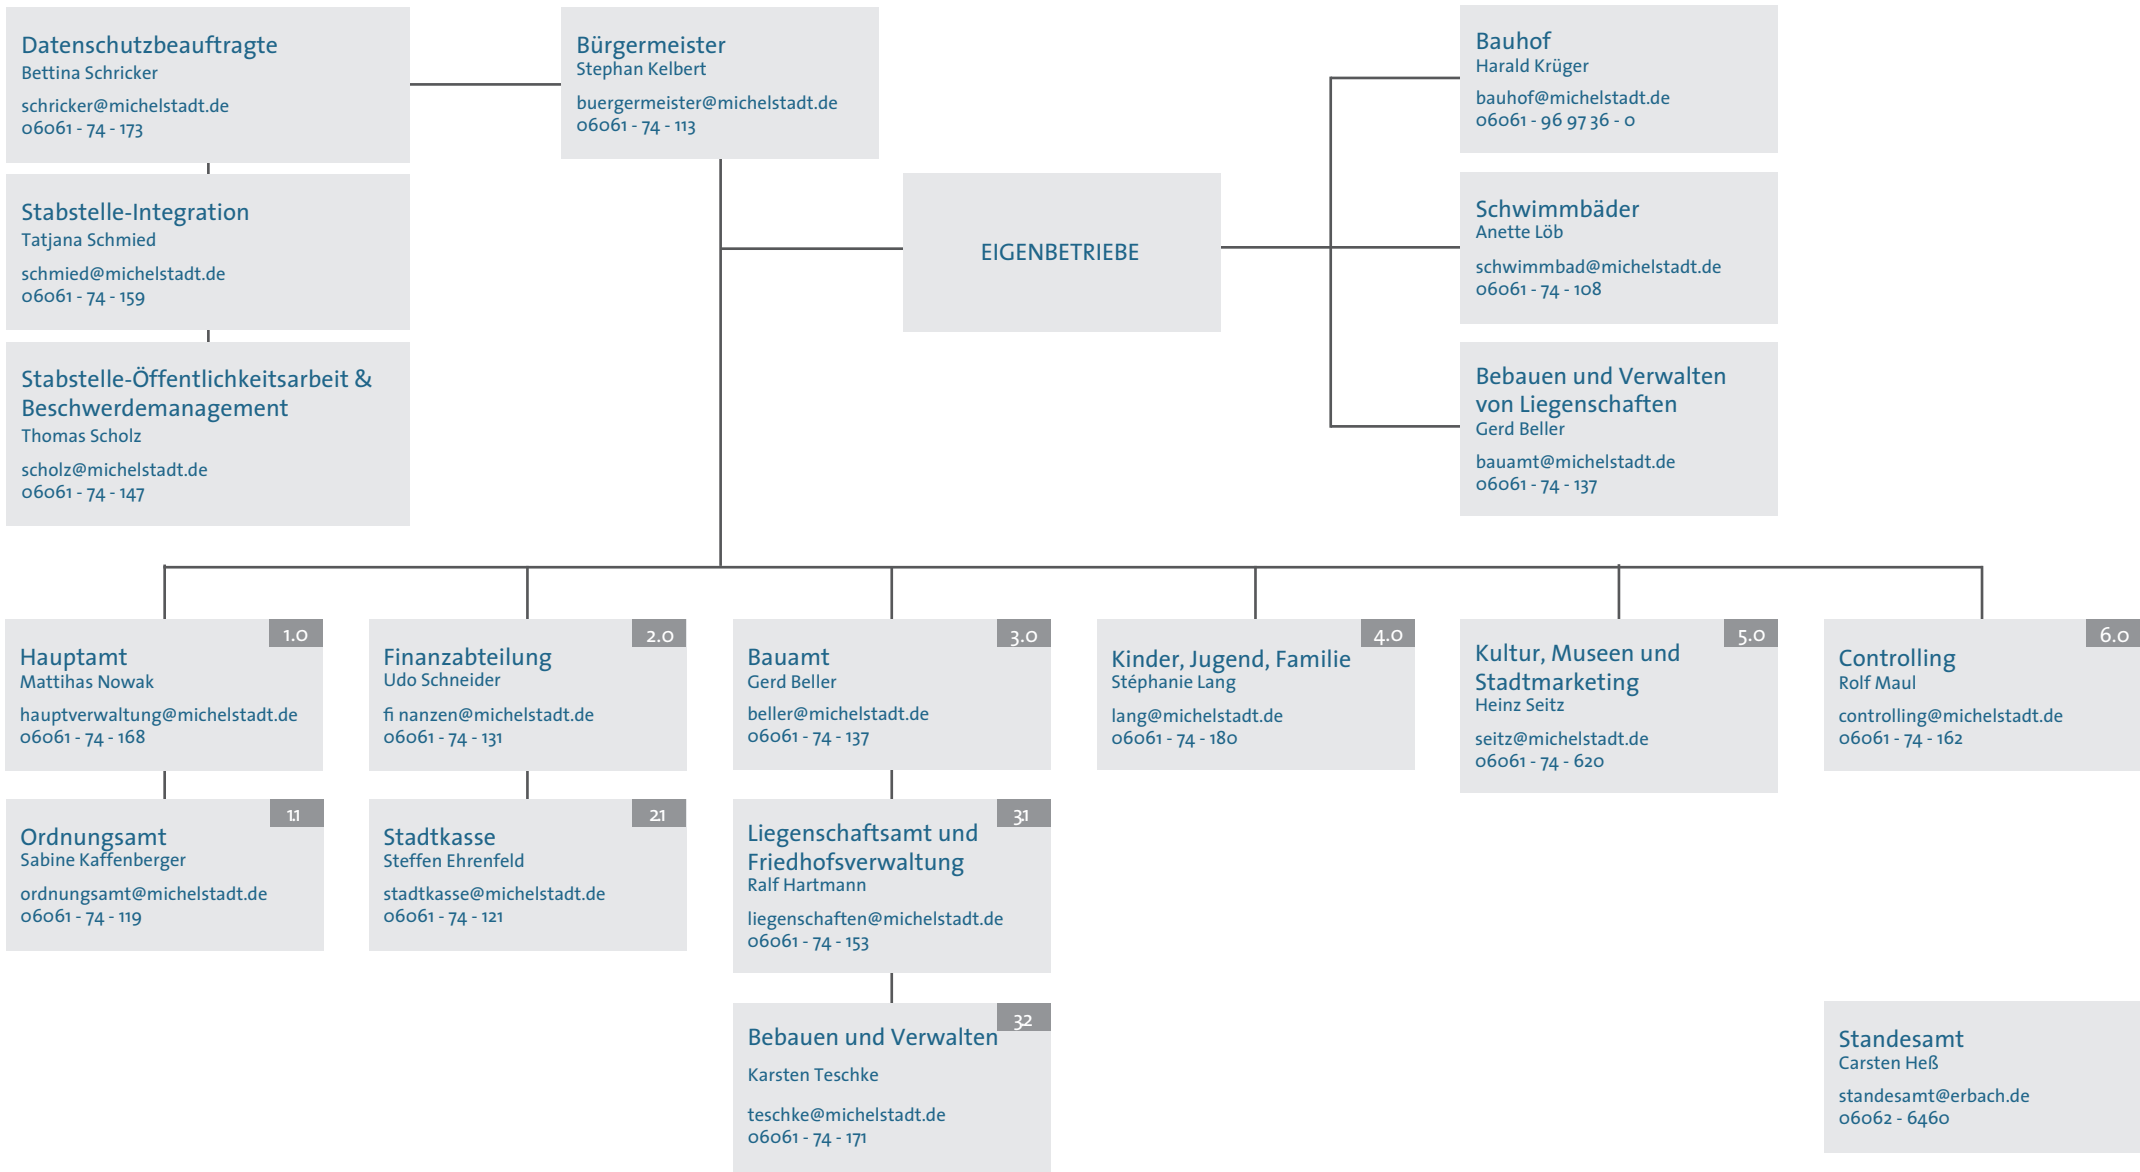 Datenschutzbeauftragte
Bettina Schricker
schricker@michelstadt.de
06061 - 74 - 173
Bürgermeister
Stephan Kelbert
buergermeister@michelstadt.de
06061 - 74 - 113
Bauhof
Harald Krüger
bauhof@michelstadt.de
06061 - 96 97 36 - 0
Stabstelle-Integration
Tatjana Schmied
schmied@michelstadt.de
06061 - 74 - 159
EIGENBETRIEBE
Schwimmbäder
Anette Löb
schwimmbad@michelstadt.de
06061 - 74 - 108
Stabstelle-Öffentlichkeitsarbeit &
Beschwerdemanagement
Thomas Scholz
scholz@michelstadt.de
06061 - 74 - 147
Bebauen und Verwalten
von Liegenschaften
Gerd Beller
bauamt@michelstadt.de
06061 - 74 - 137
1.0
Hauptamt
Mattihas Nowak
hauptverwaltung@michelstadt.de
06061 - 74 - 168
2.0
Finanzabteilung
Udo Schneider
fi nanzen@michelstadt.de
06061 - 74 - 131
3.0
Bauamt
Gerd Beller
beller@michelstadt.de
06061 - 74 - 137
4.0
Kinder, Jugend, Familie
Stéphanie Lang
lang@michelstadt.de
06061 - 74 - 180
5.0
Kultur, Museen und
Stadtmarketing
Heinz Seitz
seitz@michelstadt.de
06061 - 74 - 620
6.0
Controlling
Rolf Maul
controlling@michelstadt.de
06061 - 74 - 162
1.1
Ordnungsamt
Sabine Kaffenberger
ordnungsamt@michelstadt.de
06061 - 74 - 119
2.1
Stadtkasse
Steffen Ehrenfeld
stadtkasse@michelstadt.de
06061 - 74 - 121
3.1
Liegenschaftsamt und
Friedhofsverwaltung
Ralf Hartmann
liegenschaften@michelstadt.de
06061 - 74 - 153
3.2
Bebauen und Verwalten
Karsten Teschke
teschke@michelstadt.de
06061 - 74 - 171
Standesamt
Carsten Heß
standesamt@erbach.de
06062 - 6460